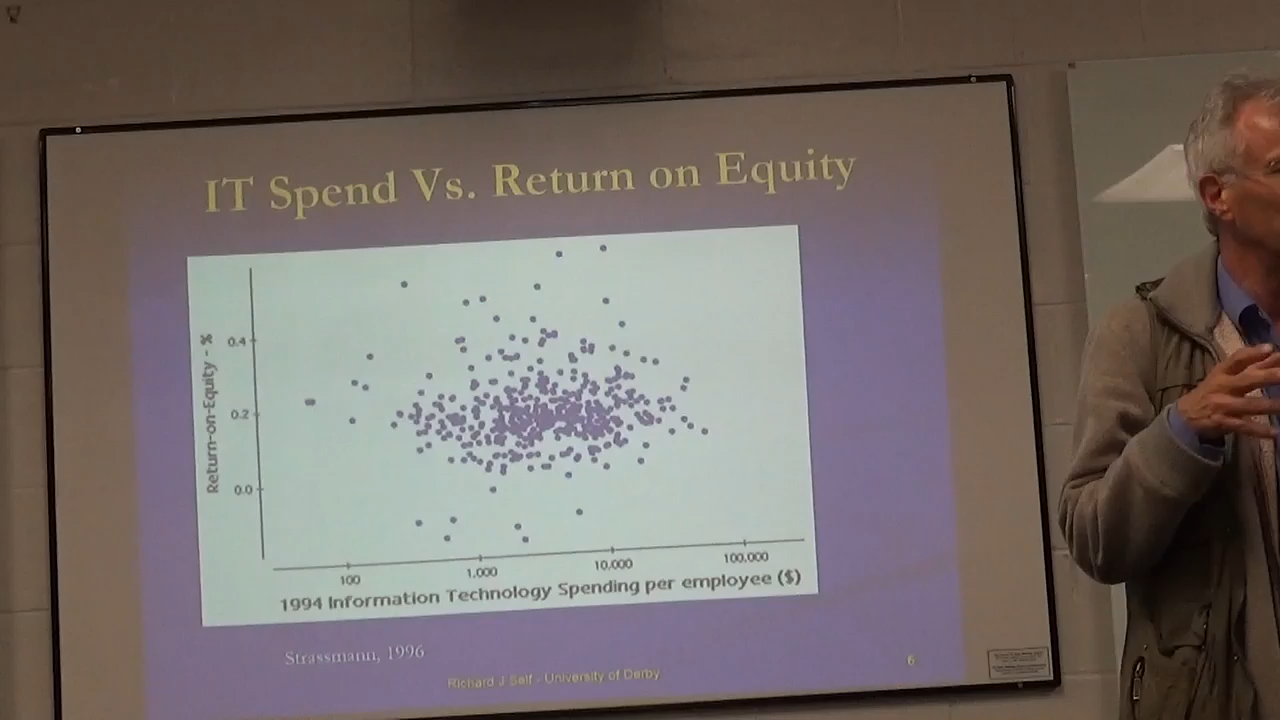 IT Spend Vs. Return on Equity
Return-on-Equity - %
0.4
0.2
0.0
100
1,000
10,000
100,000
1994 Information Technology Spending per employee ($)
Strassmann, 1996
Richard J Self - University of Derby
6